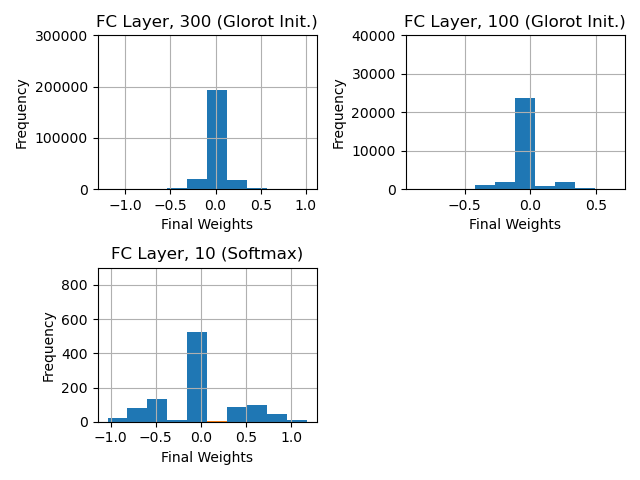 FC Layer, 300 (Glorot Init.)
Frequency
300000
200000
100000
0
−1.0 −0.5 0.0 0.5 1.0
Final Weights
FC Layer, 100 (Glorot Init.)
Frequency
40000
30000
20000
10000
0
−0.5 0.0 0.5
Final Weights
FC Layer, 10 (Softmax)
Frequency
800
600
400
200
0
−1.0 −0.5 0.0 0.5 1.0
Final Weights